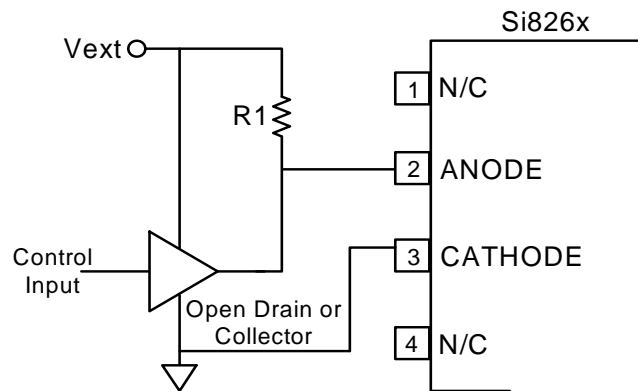 Si826x
Vext
1 N/C
R1
2 ANODE
Control
Input
3 CATHODE
Open Drain or
Collector
4 N/C